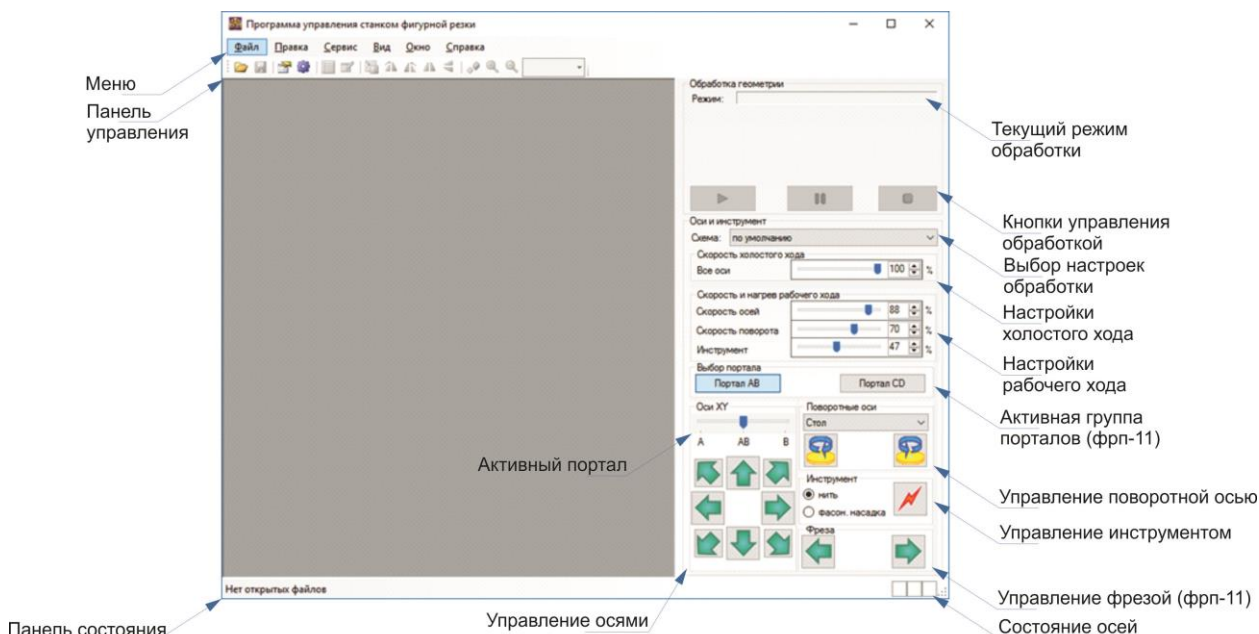 Программа управления станком фигурной резки
Файл Правка Сервис Вид Окно Справка
Меню
Панель
управления
Обработка геометрии
Режим:
Текущий режим
обработки
Кнопки управления
обработкой
Оси и инструмент
Схема: по умолчанию
Выбор настроек
обработки
Скорость холостого хода
Все оси 100 %
Настройки
холостого хода
Скорость и нагрев рабочего хода
Скорость осей 88 %
Скорость поворота 70 %
Инструмент 47 %
Настройки
рабочего хода
Выбор портала
Портал AB Портал CD
Активная группа
порталов (фрп-11)
Оси XY
A AB B
Активный портал
Поворотные оси
Стол
Управление поворотной осью
Инструмент
нить
фасон. насадка
Управление инструментом
Фреза
Управление фрезой (фрп-11)
Нет открытых файлов
Панель состояния
Управление осями
Состояние осей